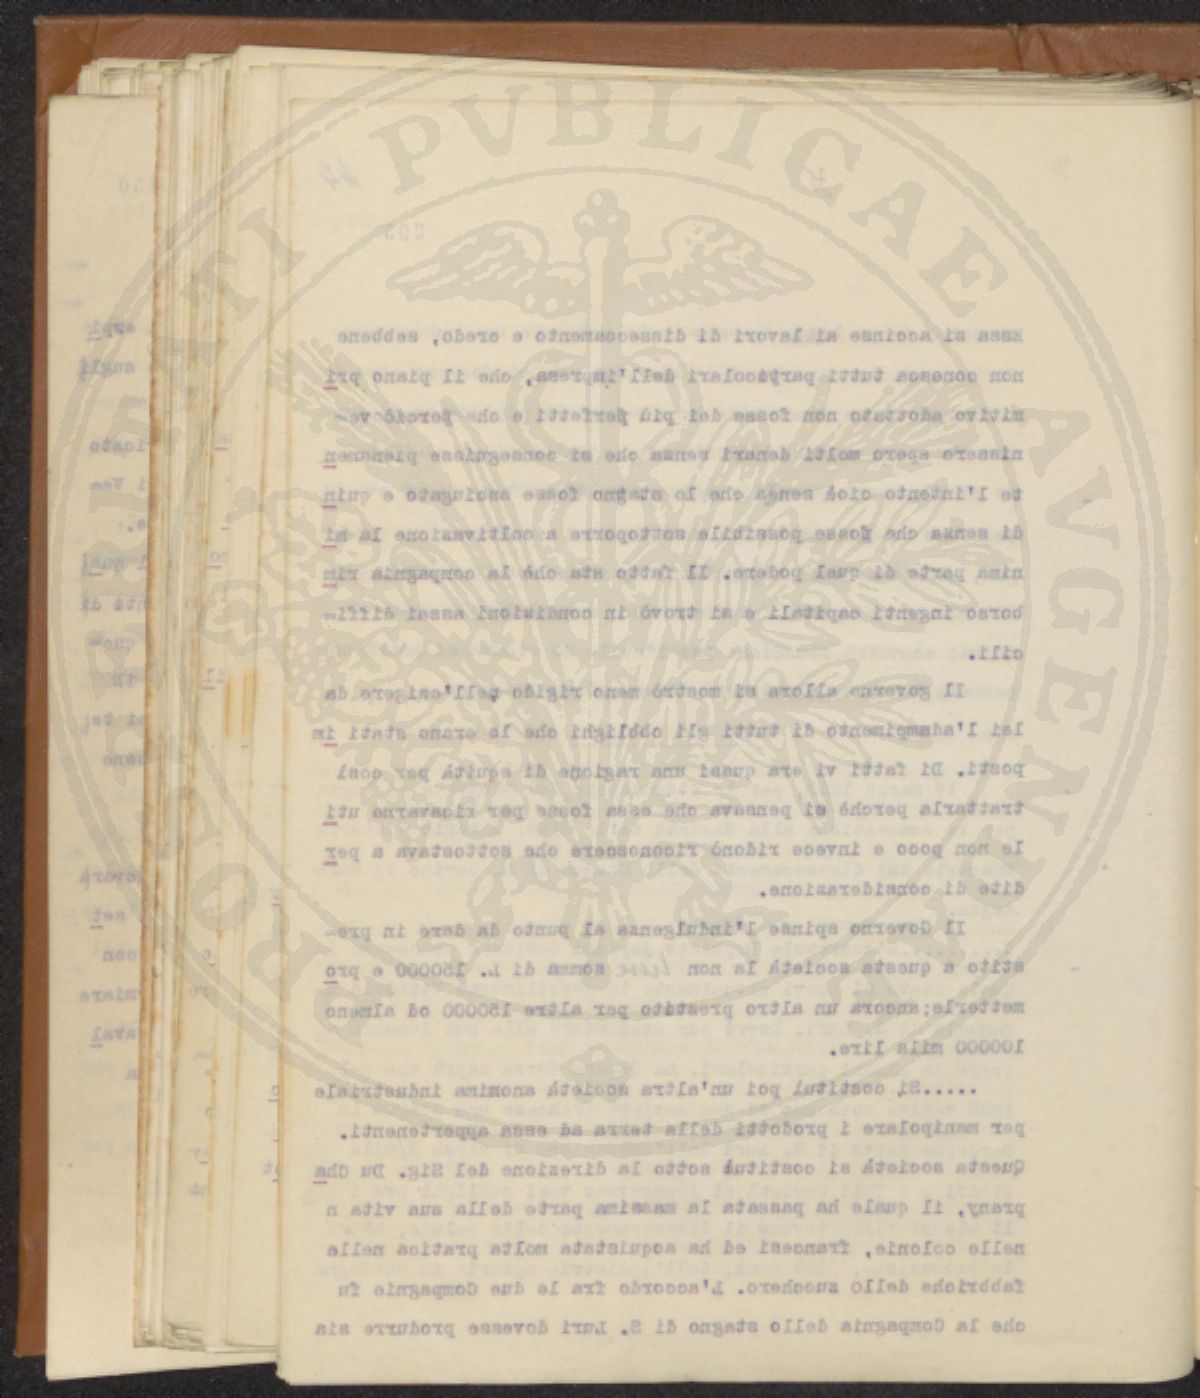 PROSPERITATI PVBLICAE AVGENDAE
295
Essa si accinse ai lavori di disseccamento e credo, sebbene
non conosca tutti particolari dell'impresa, che il piano pri
mitivo adottato non fosse dei più perfetti e che perciò ve-
nissero spero molti denari senza che si conseguisse pienamen
te l'intento cioè senza che lo stagno fosse asciugato e quin
di senza che fosse possibile sottoporre a coltivazione la mi
nima parte di quel podere. Il fatto sta chè la compagnia rim
borso ingenti capitali e si trovò in condizioni assai diffi-
cili.
Il governo allora si mostrò meno rigido nell'esigere da
lei l'adempimento di tutti gli obblighi che le erano stati im
posti. Di fatti vi era quasi una ragione di equità per così
trattarla perchè si pensava che essa fosse per ricavarne uti
le non poco e invece ridonò riconoscere che sottostava a per
dite di considerazione.
Il Governo spinse l'indulgenza al punto da dare in pre-
stito a questa società la non lieve somma di L. 150000 e pro
metterle;ancora un altro prestito per altre 150000 od almeno
100000 mila lire.
.....Si costituì poi un'altra società anonima industriale
per manipolare i prodotti della terra ad essa appartenenti.
Questa società si costituì sotto la direzione del Sig. Du Cha
prany, il quale ha passata la massima parte della sua vita n
nelle colonie, francesi ed ha acquistata molta pratica nelle
fabbriche dello zucchero. L'accordo fra le due Compagnie fu
che la Compagnia dello stagno di S. Luri dovesse produrre sia